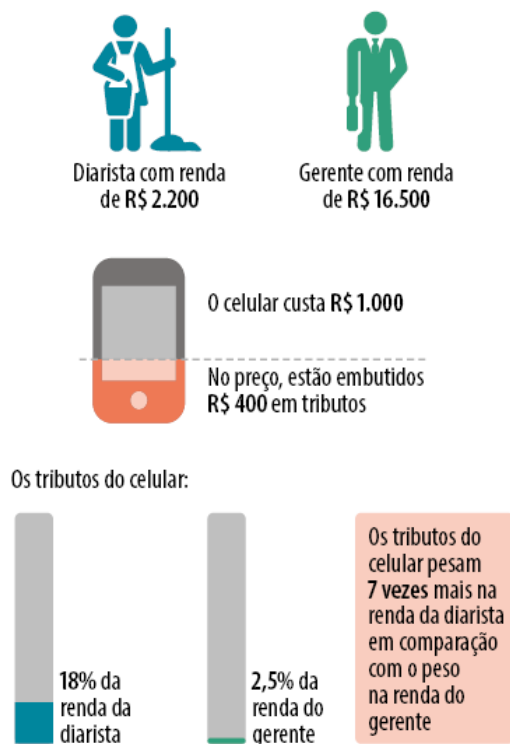 Diarista com renda
de R$ 2.200
Gerente com renda
de R$ 16.500
O celular custa R$ 1.000
No preço, estão embutidos
R$ 400 em tributos
Os tributos do celular:
18% da
renda da
diarista
2,5% da
renda do
gerente
Os tributos do
celular pesam
7 vezes mais na
renda da diarista
em comparação
com o peso
na renda do
gerente